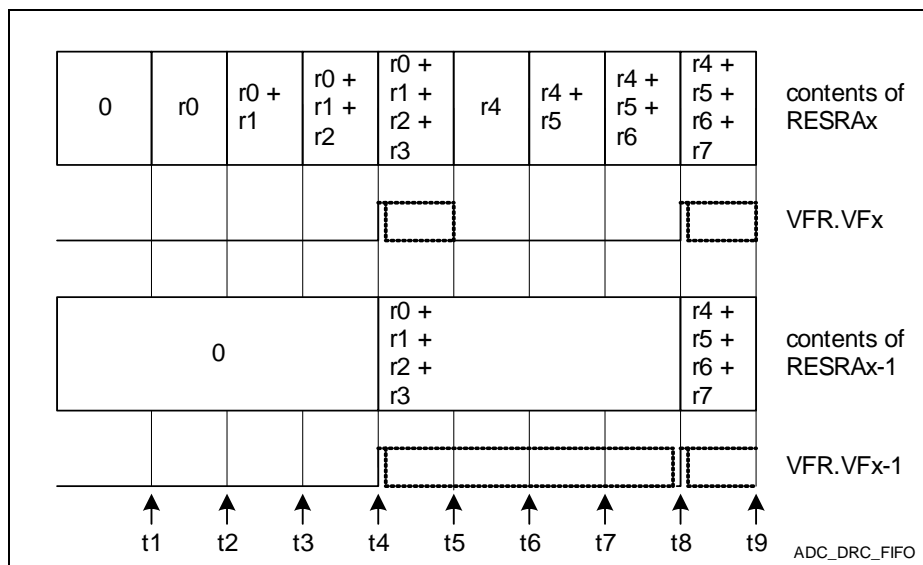 0
r0
r0 +
r1
r0 +
r1 +
r2
r0 +
r1 +
r2 +
r3
r4
r4 +
r5
r4 +
r5 +
r6
r4 +
r5 +
r6 +
r7
contents of
RESRAx
VFR.VFx
0
r0 +
r1 +
r2 +
r3
r4 +
r5 +
r6 +
r7
contents of
RESRAx-1
VFR.VFx-1
t1 t2 t3 t4 t5 t6 t7 t8 t9
ADC_DRC_FIFO